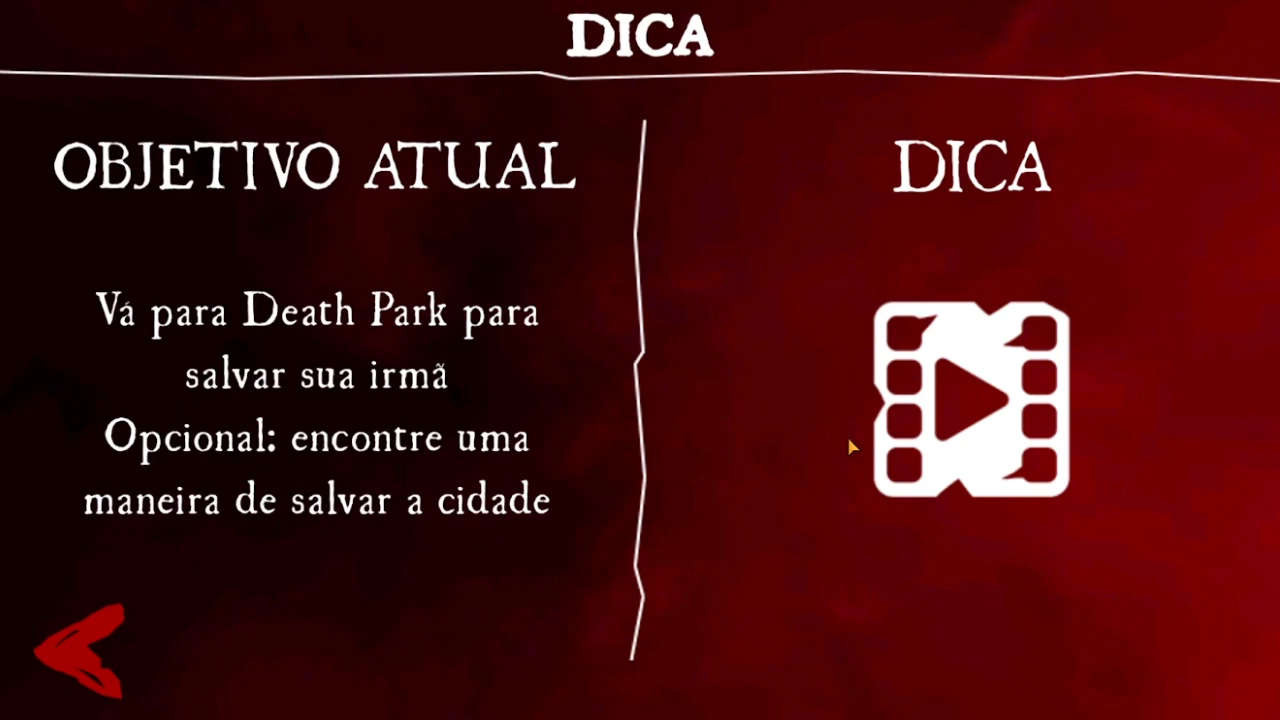 DICA
OBJETIVO ATUAL
Vá para Death Park para
salvar sua irmã
Opcional: encontre uma
maneira de salvar a cidade
DICA